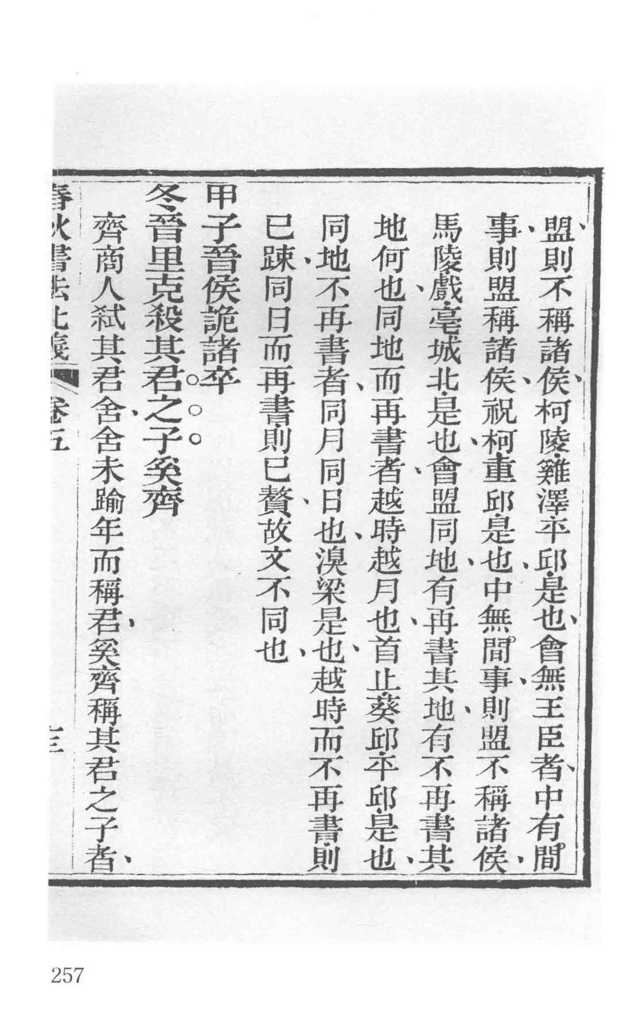 盟則不稱諸侯柯陵雞澤平邱是也會無王臣者中有間
事則盟稱諸侯祝柯重邱是也中無間事則盟不稱諸侯
馬陵戲亳城北是也會盟同地有再書其地有不再書其
地何也同地而再書者越時越月也首止葵邱平邱是也
同地不再書者同月同日也湨梁是也越時而不再書則
已踈同日而再書則已贅故文不同也
甲子晉侯詭諸卒
冬晉里克殺其君之子奚齊
齊商人弒其君舍舍未踰年而稱君奚齊稱其君之子者
春秋書法比義 卷五
257